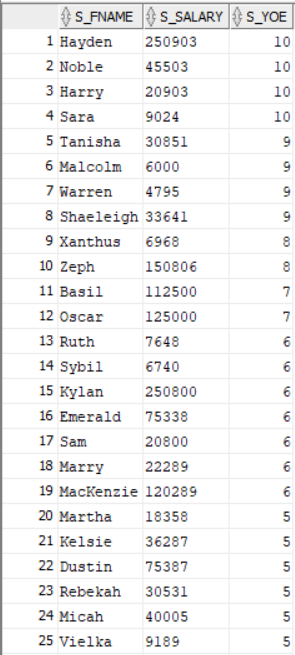 S_FNAME S_SALARY S_YOE
1 Hayden 250903 10
2 Noble 45503 10
3 Harry 20903 10
4 Sara 9024 10
5 Tanisha 30851 9
6 Malcolm 6000 9
7 Warren 4795 9
8 Shaeleigh 33641 9
9 Xanthus 6968 8
10 Zeph 150806 8
11 Basil 112500 7
12 Oscar 125000 7
13 Ruth 7648 6
14 Sybil 6740 6
15 Kylan 250800 6
16 Emerald 75338 6
17 Sam 20800 6
18 Marry 22289 6
19 MacKenzie 120289 6
20 Martha 18358 5
21 Kelsie 36287 5
22 Dustin 75387 5
23 Rebekah 30531 5
24 Micah 40005 5
25 Vielka 9189 5